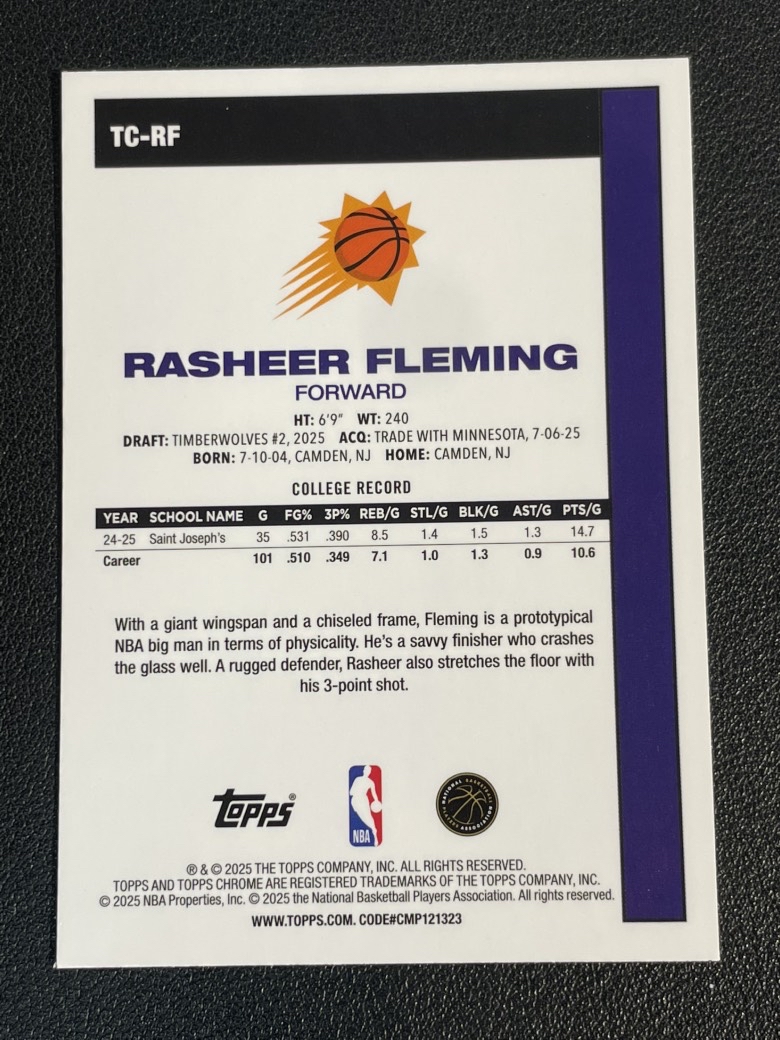 TC-RF
RASHEER FLEMING
FORWARD
HT: 6'9" WT: 240
DRAFT: TIMBERWOLVES #2, 2025 ACQ: TRADE WITH MINNESOTA, 7-06-25
BORN: 7-10-04, CAMDEN, NJ HOME: CAMDEN, NJ
COLLEGE RECORD
YEAR SCHOOL NAME G FG% 3P% REB/G STL/G BLK/G AST/G PTS/G
24-25 Saint Joseph's 35 .531 .390 8.5 1.4 1.5 1.3 14.7
Career 101 .510 .349 7.1 1.0 1.3 0.9 10.6
With a giant wingspan and a chiseled frame, Fleming is a prototypical
NBA big man in terms of physicality. He's a savvy finisher who crashes
the glass well. A rugged defender, Rasheer also stretches the floor with
his 3-point shot.
Topps®
NBA
NATIONAL BASKETBALL PLAYERS ASSOCIATION
® & © 2025 THE TOPPS COMPANY, INC. ALL RIGHTS RESERVED.
TOPPS AND TOPPS CHROME ARE REGISTERED TRADEMARKS OF THE TOPPS COMPANY, INC.
© 2025 NBA Properties, Inc. © 2025 the National Basketball Players Association. All rights reserved.
WWW.TOPPS.COM. CODE#CMP121323